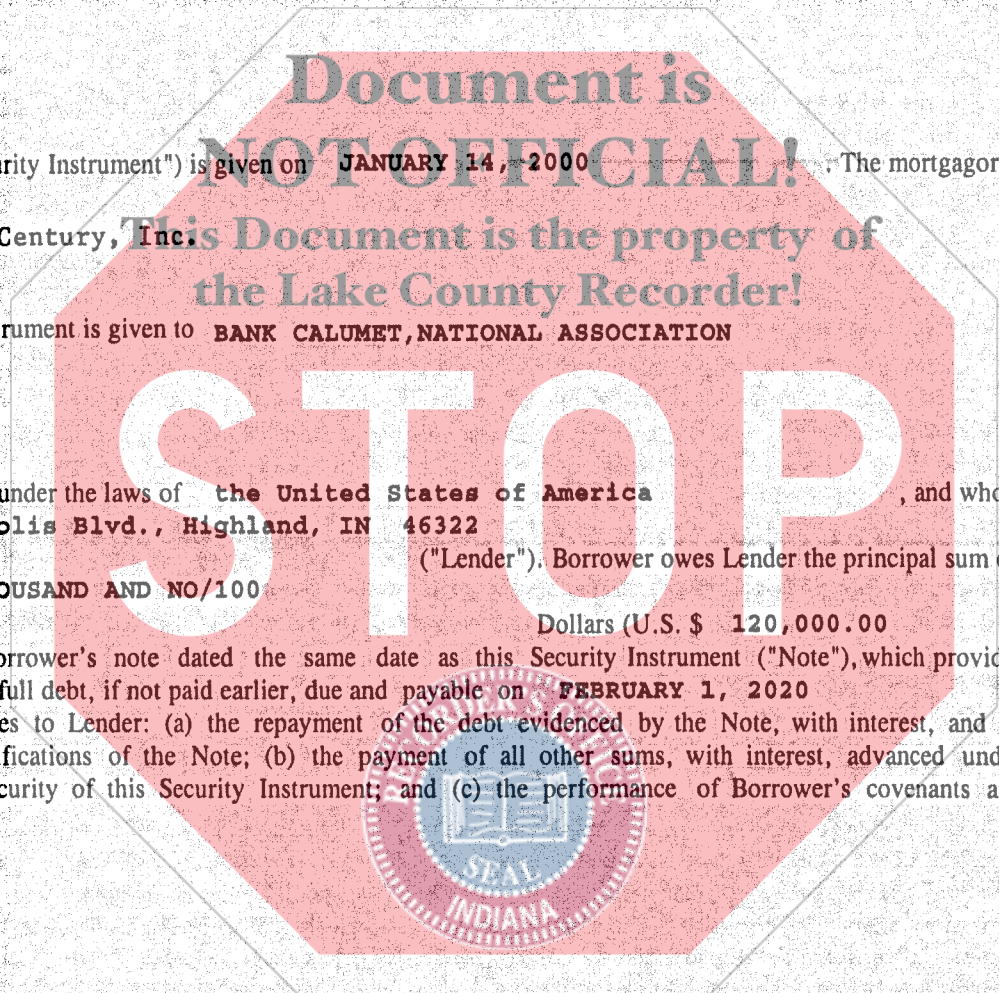 Document is
NOT OFFICIAL!
rity Instrument") is given on JANUARY 14, 2000 . The mortgagor
This Document is the property of
Century, Inc.
the Lake County Recorder!
rument is given to BANK CALUMET,NATIONAL ASSOCIATION
STOP
under the laws of the United States of America , and who
olis Blvd., Highland, IN 46322
("Lender"). Borrower owes Lender the principal sum
OUSAND AND NO/100
Dollars (U.S. $ 120,000.00
orrower's note dated the same date as this Security Instrument ("Note"),which provid
full debt, if not paid earlier, due and payable on FEBRUARY 1, 2020
es to Lender: (a) the repayment of the debt evidenced by the Note, with interest, and
ifications of the Note; (b) the payment of all other sums, with interest, advanced und
curity of this Security Instrument; and (c) the performance of Borrower's covenants a
RECORDER'S OFFICE
SEAL
INDIANA